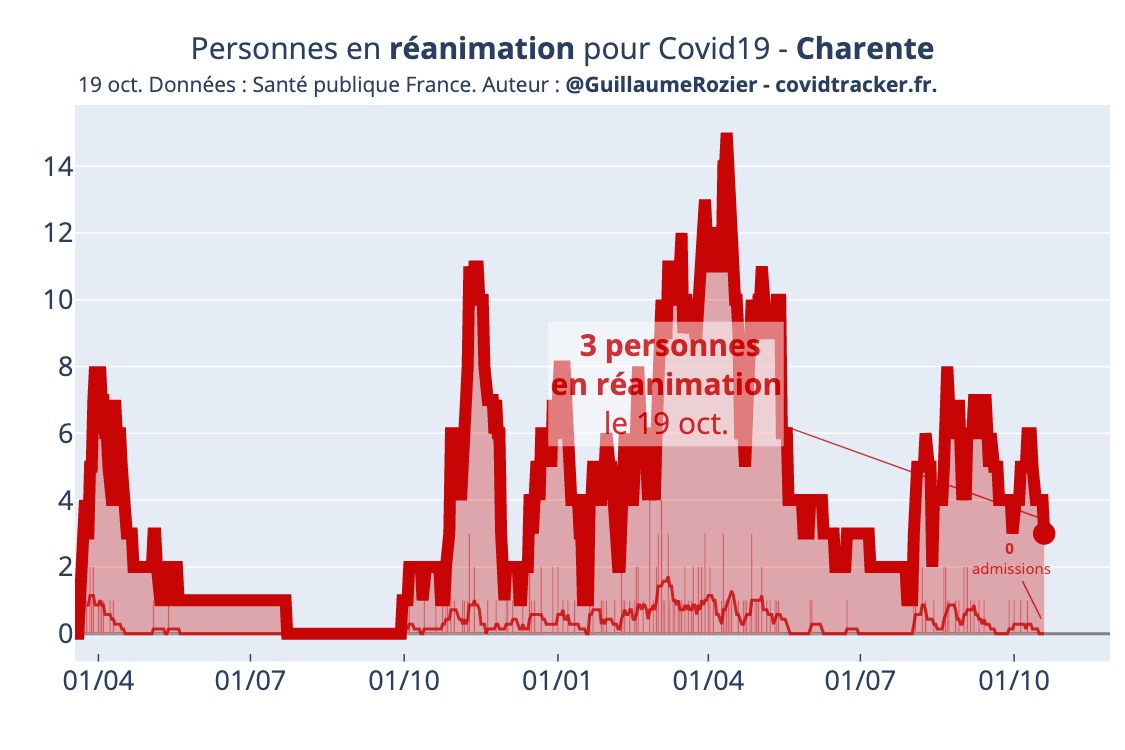 Personnes en réanimation pour Covid19 - Charente
19 oct. Données : Santé publique France. Auteur : @GuillaumeRozier - covidtracker.fr.
14
12
10
8
6
4
2
0
3 personnes
en réanimation
le 19 oct.
0
admissions
01/04
01/07
01/10
01/01
01/04
01/07
01/10